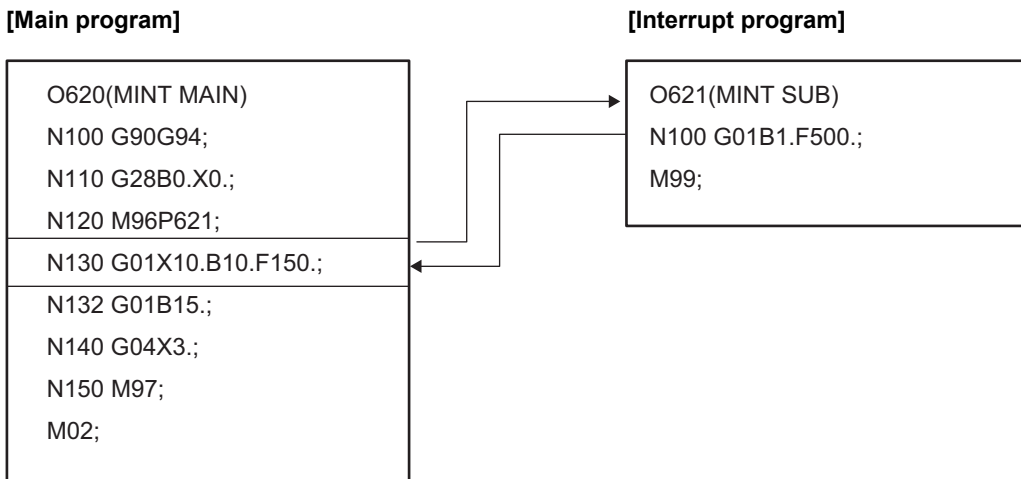 [Main program]
O620(MINT MAIN)
N100 G90G94;
N110 G28B0.X0.;
N120 M96P621;
N130 G01X10.B10.F150.;
N132 G01B15.;
N140 G04X3.;
N150 M97;
M02;
[Interrupt program]
O621(MINT SUB)
N100 G01B1.F500.;
M99;